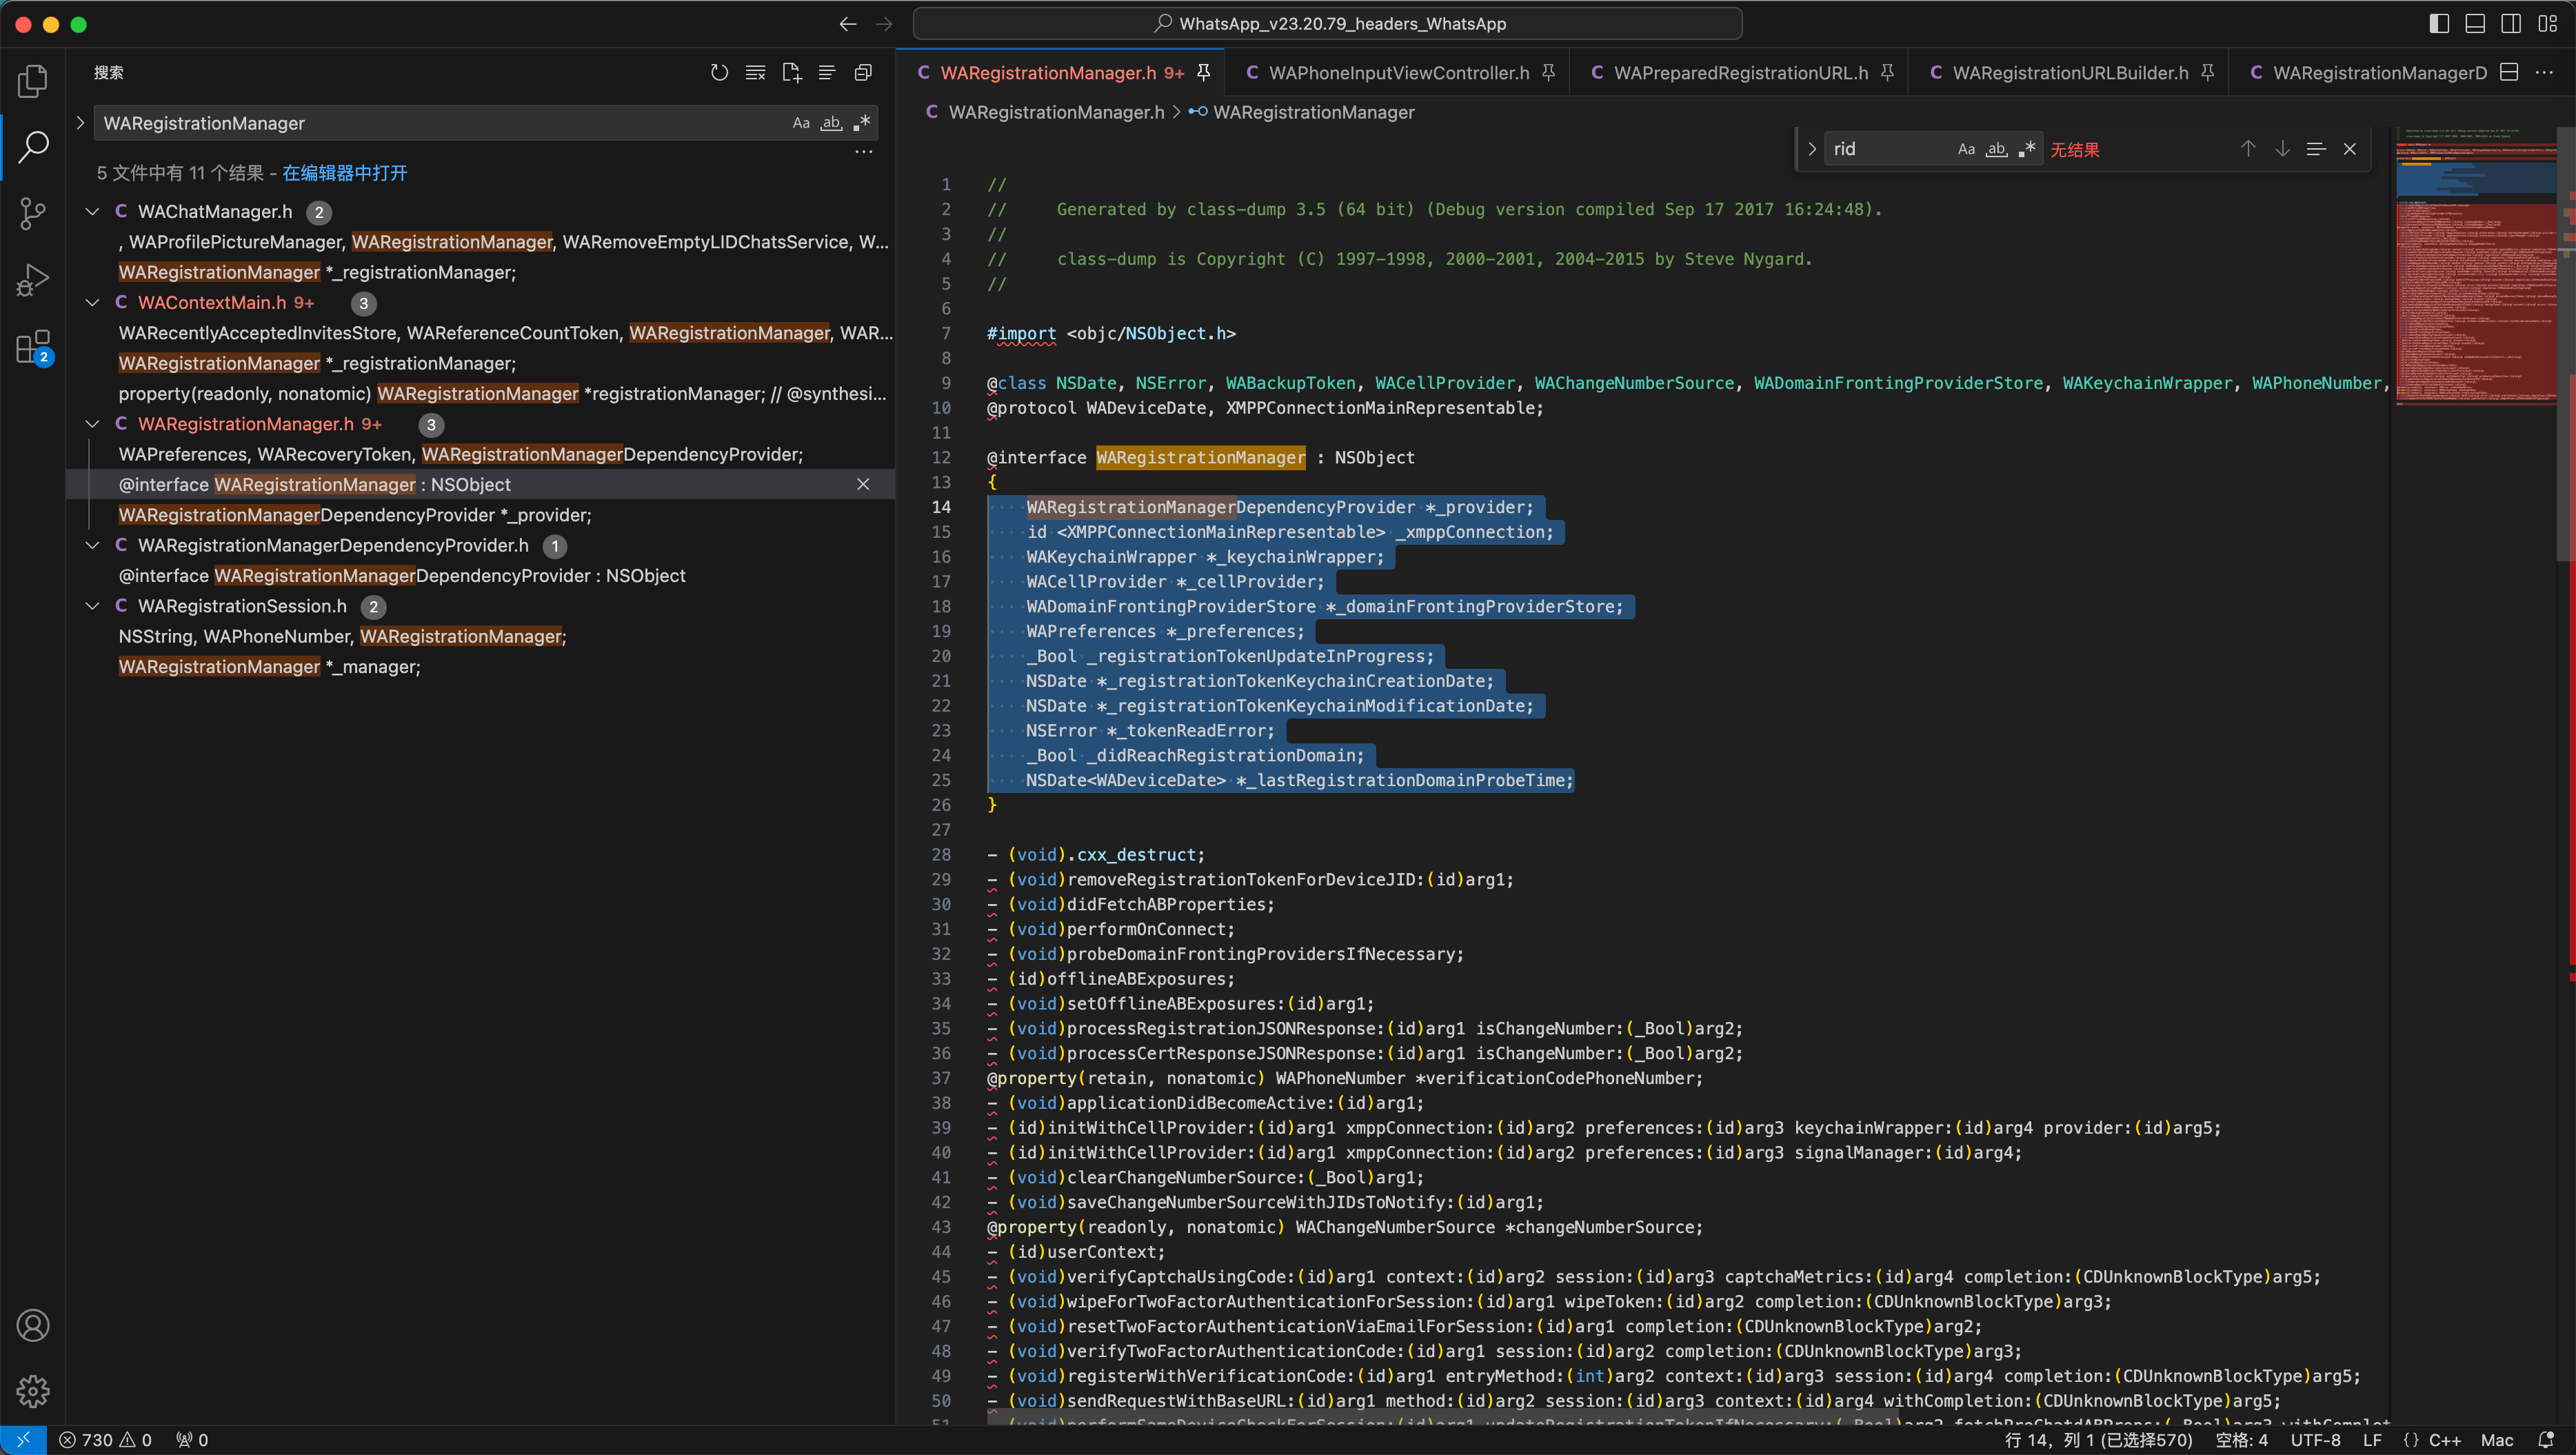 WhatsApp_v23.20.79_headers_WhatsApp
搜索
WARegistrationManager
Aa ab .*
5 文件中有 11 个结果 - 在编辑器中打开
WAChatManager.h 2
, WAProfilePictureManager, WARegistrationManager, WARemoveEmptyLIDChatsService, W...
WARegistrationManager *_registrationManager;
WAContextMain.h 9+ 3
WARecentlyAcceptedInvitesStore, WAReferenceCountToken, WARegistrationManager, WAR...
WARegistrationManager *_registrationManager;
property(readonly, nonatomic) WARegistrationManager *registrationManager; // @synthesi...
WARegistrationManager.h 9+ 3
WAPreferences, WARecoveryToken, WARegistrationManagerDependencyProvider;
@interface WARegistrationManager : NSObject
WARegistrationManagerDependencyProvider *_provider;
WARegistrationManagerDependencyProvider.h 1
@interface WARegistrationManagerDependencyProvider : NSObject
WARegistrationSession.h 2
NSString, WAPhoneNumber, WARegistrationManager;
WARegistrationManager *_manager;
2
C WARegistrationManager.h 9+ C WAPhoneInputViewController.h C WAPreparedRegistrationURL.h C WARegistrationURLBuilder.h C WARegistrationManagerD
C WARegistrationManager.h > WARegistrationManager
rid Aa ab .* 无结果
1 //
2 //     Generated by class-dump 3.5 (64 bit) (Debug version compiled Sep 17 2017 16:24:48).
3 //
4 //     class-dump is Copyright (C) 1997-1998, 2000-2001, 2004-2015 by Steve Nygard.
5 //
6
7 #import <objc/NSObject.h>
8
9 @class NSDate, NSError, WABackupToken, WACellProvider, WAChangeNumberSource, WADomainFrontingProviderStore, WAKeychainWrapper, WAPhoneNumber,
10 @protocol WADeviceDate, XMPPConnectionMainRepresentable;
11
12 @interface WARegistrationManager : NSObject
13 {
14     WARegistrationManagerDependencyProvider *_provider;
15     id <XMPPConnectionMainRepresentable> _xmppConnection;
16     WAKeychainWrapper *_keychainWrapper;
17     WACellProvider *_cellProvider;
18     WADomainFrontingProviderStore *_domainFrontingProviderStore;
19     WAPreferences *_preferences;
20     _Bool _registrationTokenUpdateInProgress;
21     NSDate *_registrationTokenKeychainCreationDate;
22     NSDate *_registrationTokenKeychainModificationDate;
23     NSError *_tokenReadError;
24     _Bool _didReachRegistrationDomain;
25     NSDate<WADeviceDate> *_lastRegistrationDomainProbeTime;
26 }
27
28 - (void).cxx_destruct;
29 - (void)removeRegistrationTokenForDeviceJID:(id)arg1;
30 - (void)didFetchABProperties;
31 - (void)performOnConnect;
32 - (void)probeDomainFrontingProvidersIfNecessary;
33 - (id)offlineABExposures;
34 - (void)setOfflineABExposures:(id)arg1;
35 - (void)processRegistrationJSONResponse:(id)arg1 isChangeNumber:(_Bool)arg2;
36 - (void)processCertResponseJSONResponse:(id)arg1 isChangeNumber:(_Bool)arg2;
37 @property(retain, nonatomic) WAPhoneNumber *verificationCodePhoneNumber;
38 - (void)applicationDidBecomeActive:(id)arg1;
39 - (id)initWithCellProvider:(id)arg1 xmppConnection:(id)arg2 preferences:(id)arg3 keychainWrapper:(id)arg4 provider:(id)arg5;
40 - (id)initWithCellProvider:(id)arg1 xmppConnection:(id)arg2 preferences:(id)arg3 signalManager:(id)arg4;
41 - (void)clearChangeNumberSource:(_Bool)arg1;
42 - (void)saveChangeNumberSourceWithJIDsToNotify:(id)arg1;
43 @property(readonly, nonatomic) WAChangeNumberSource *changeNumberSource;
44 - (id)userContext;
45 - (void)verifyCaptchaUsingCode:(id)arg1 context:(id)arg2 session:(id)arg3 captchaMetrics:(id)arg4 completion:(CDUnknownBlockType)arg5;
46 - (void)wipeForTwoFactorAuthenticationForSession:(id)arg1 wipeToken:(id)arg2 completion:(CDUnknownBlockType)arg3;
47 - (void)resetTwoFactorAuthenticationViaEmailForSession:(id)arg1 completion:(CDUnknownBlockType)arg2;
48 - (void)verifyTwoFactorAuthenticationCode:(id)arg1 session:(id)arg2 completion:(CDUnknownBlockType)arg3;
49 - (void)registerWithVerificationCode:(id)arg1 entryMethod:(int)arg2 context:(id)arg3 session:(id)arg4 completion:(CDUnknownBlockType)arg5;
50 - (void)sendRequestWithBaseURL:(id)arg1 method:(id)arg2 session:(id)arg3 context:(id)arg4 withCompletion:(CDUnknownBlockType)arg5;
51 - (void)performSameDeviceCheckForSession:(id)arg1 updateRegistrationTokenIfNecessary:(_Bool)arg2 fetchPreChatdABProps:(_Bool)arg3 withComplet
730 0 0
行 14，列 1 (已选择570) 空格: 4 UTF-8 LF {} C++ Mac